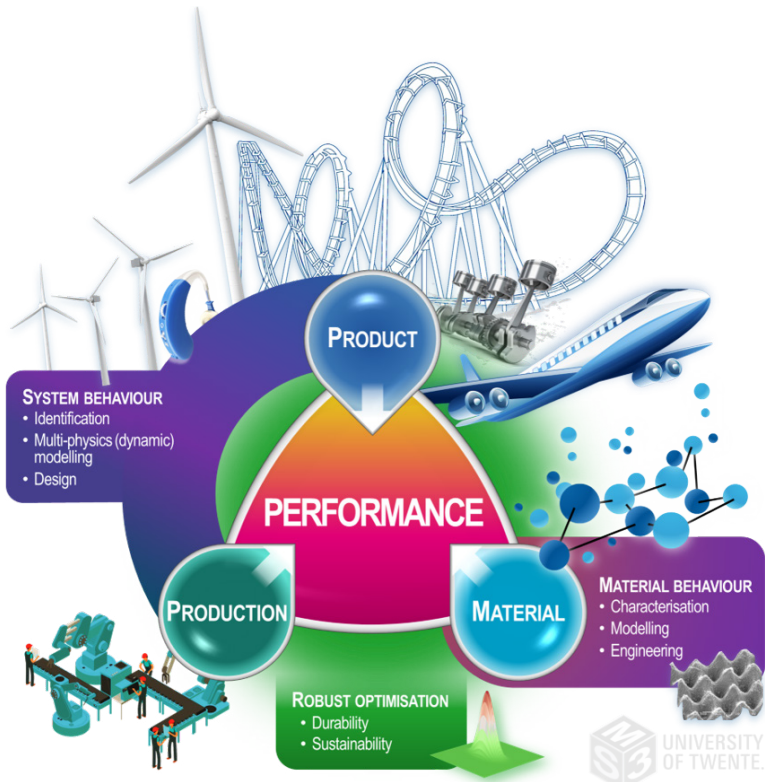 PRODUCT
SYSTEM BEHAVIOUR
• Identification
• Multi-physics (dynamic)
modelling
• Design
PERFORMANCE
PRODUCTION
MATERIAL
MATERIAL BEHAVIOUR
• Characterisation
• Modelling
• Engineering
ROBUST OPTIMISATION
• Durability
• Sustainability
MS3
UNIVERSITY
OF TWENTE.